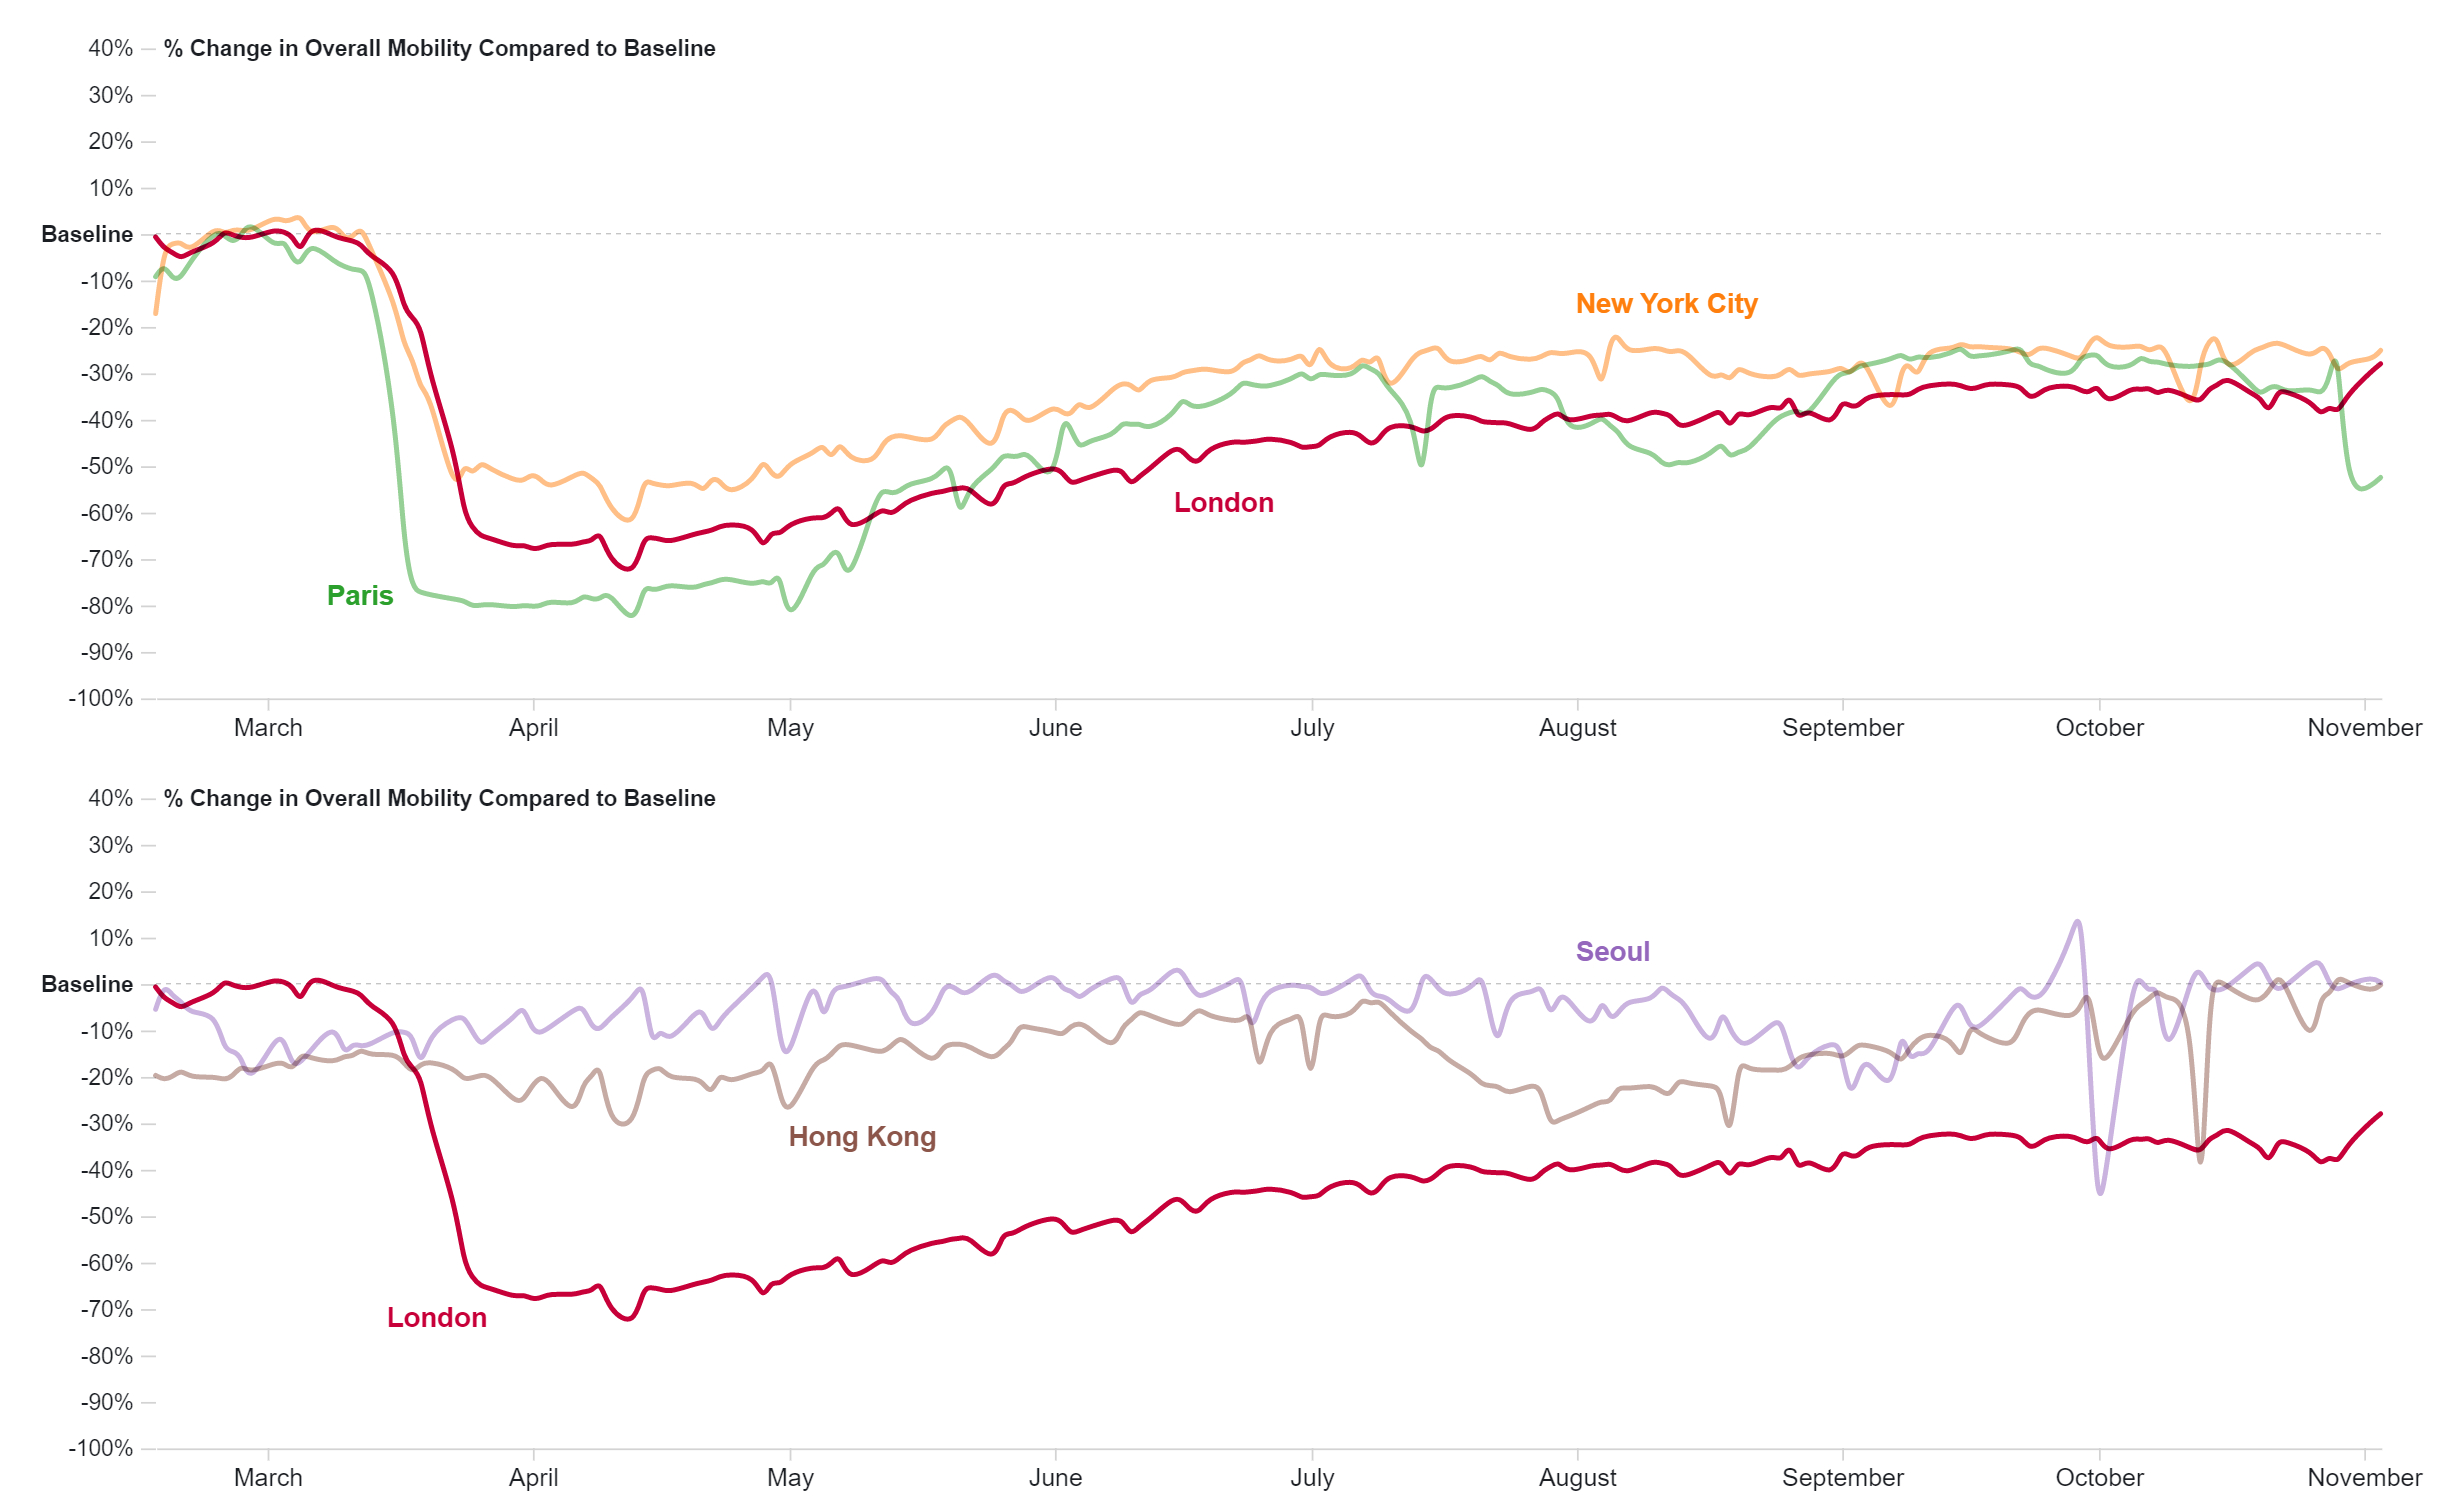 40% % Change in Overall Mobility Compared to Baseline
30%
20%
10%
Baseline
-10%
New York City
-20%
-30%
-40%
-50%
London
-60%
-70%
Paris
-80%
-90%
-100%
March April May June July August September October November
40% % Change in Overall Mobility Compared to Baseline
30%
20%
10%
Seoul
Baseline
-10%
-20%
-30%
Hong Kong
-40%
-50%
-60%
-70%
London
-80%
-90%
-100%
March April May June July August September October November